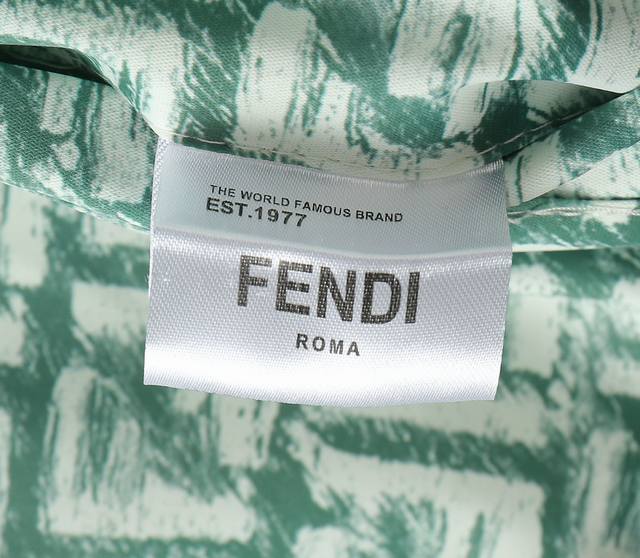 THE WORLD FAMOUS BRAND
EST.1977
FENDI
ROMA